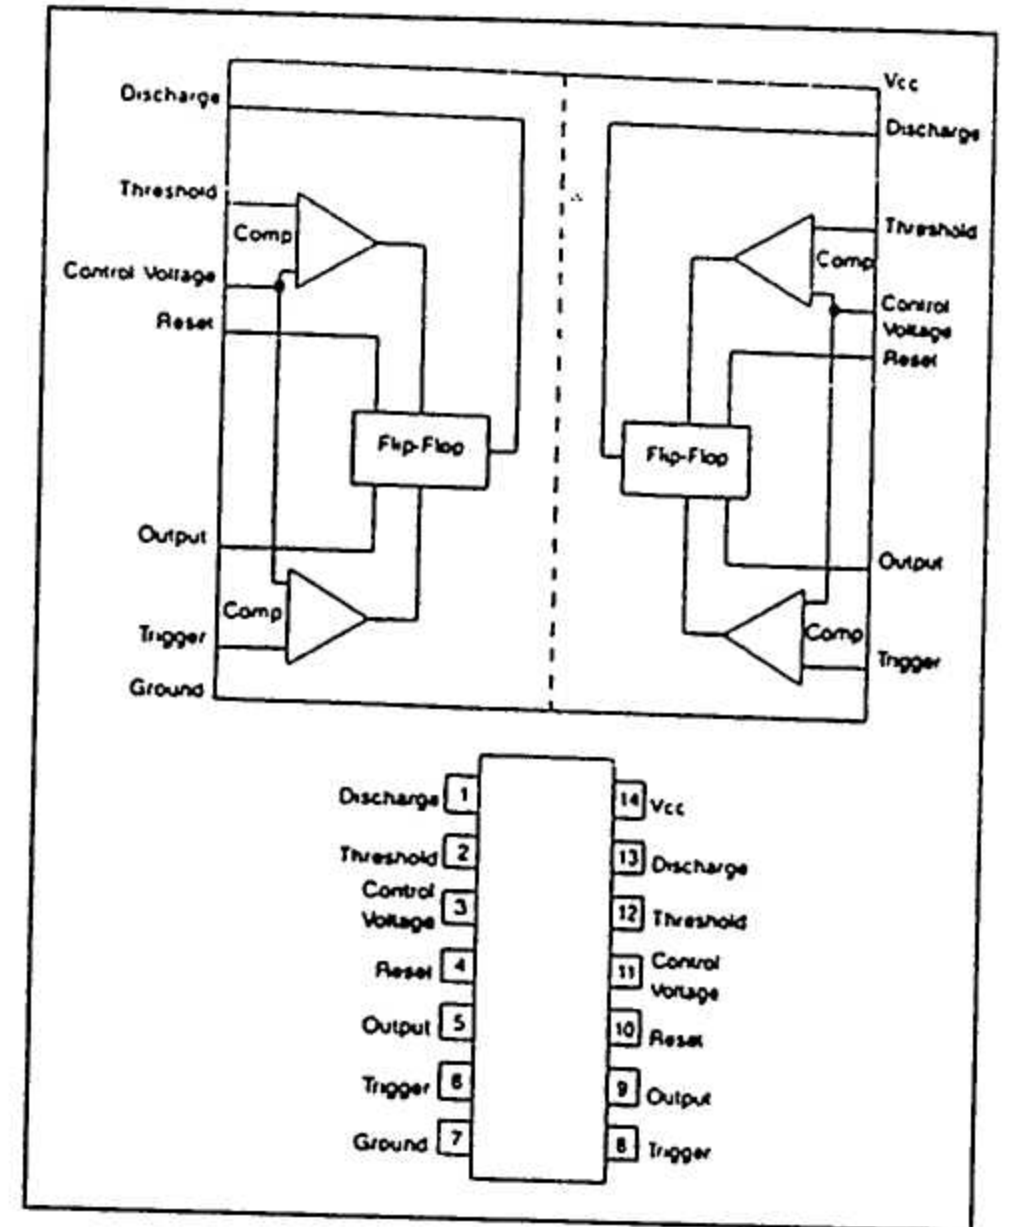 Discharge
Threshold
Comp
Control Voltage
Reset
Flip-Flop
Output
Comp
Trigger
Ground
Vcc
Discharge
Threshold
Comp
Control
Voltage
Reset
Flip-Flop
Output
Comp
Trigger
Discharge 1
Threshold 2
Control
Voltage 3
Reset 4
Output 5
Trigger 6
Ground 7
14 Vcc
13 Discharge
12 Threshold
11 Control
Voltage
10 Reset
9 Output
8 Trigger